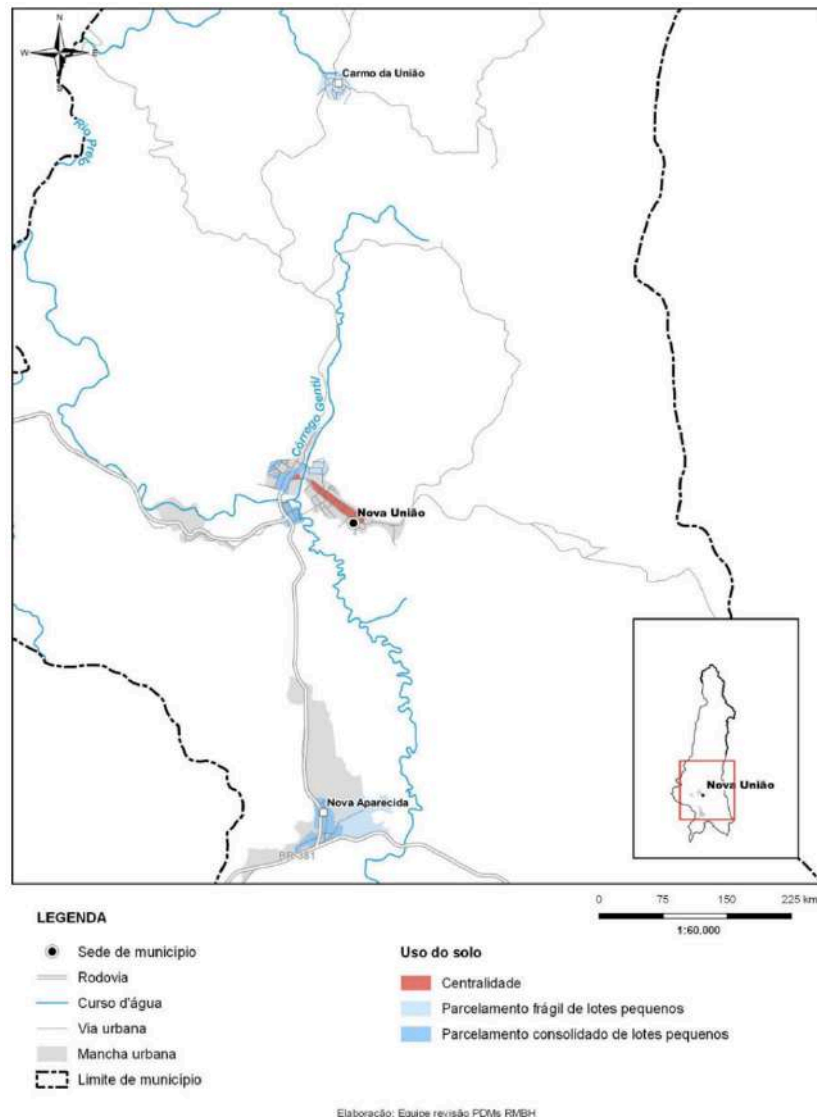 N
W E
S
Carmo da União
Rio Preto
Córrego Gentil
Nova União
Nova União
Nova Aparecida
BR-381
0 75 150 225 km
1:60.000
LEGENDA
Sede de município
Rodovia
Curso d'água
Via urbana
Mancha urbana
Limite de município
Uso do solo
Centralidade
Parcelamento frágil de lotes pequenos
Parcelamento consolidado de lotes pequenos
Elaboração: Equipe revisão PDMs RMBH